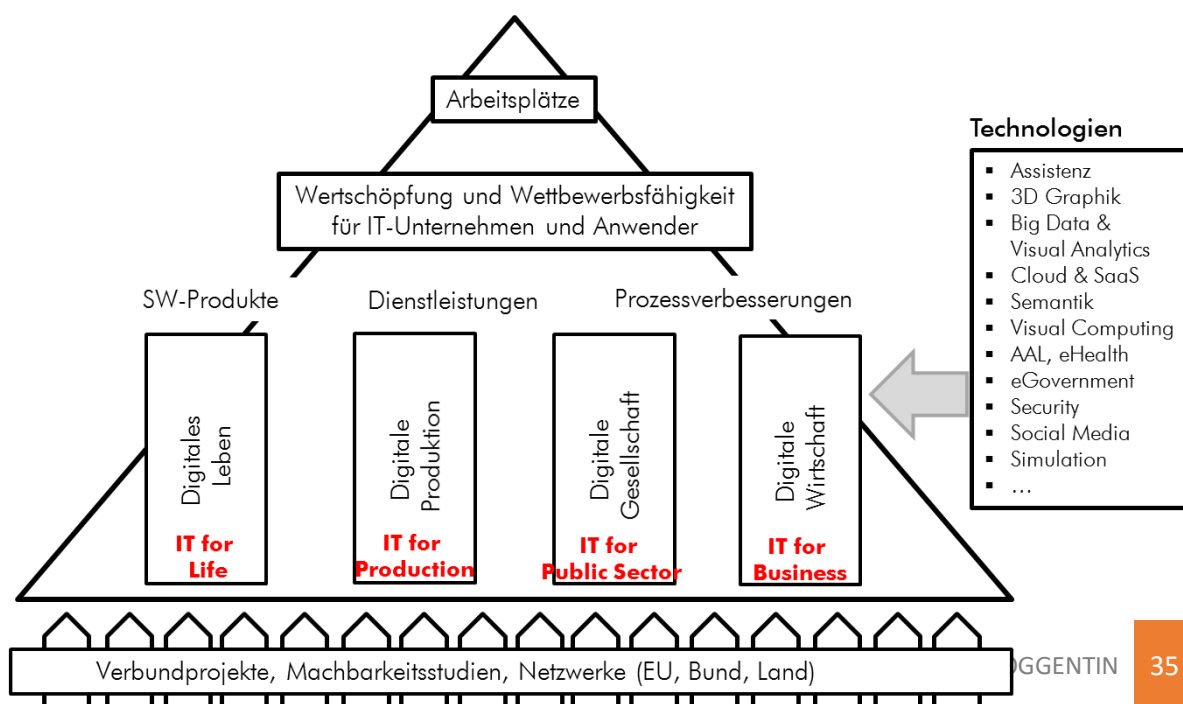 Arbeitsplätze
Wertschöpfung und Wettbewerbsfähigkeit
für IT-Unternehmen und Anwender
SW-Produkte
Dienstleistungen
Prozessverbesserungen
Digitales
Leben
IT for
Life
Digitale
Produktion
IT for
Production
Digitale
Gesellschaft
IT for
Public Sector
Digitale
Wirtschaft
IT for
Business
Technologien
▪ Assistenz
▪ 3D Graphik
▪ Big Data &
Visual Analytics
▪ Cloud & SaaS
▪ Semantik
▪ Visual Computing
▪ AAL, eHealth
▪ eGovernment
▪ Security
▪ Social Media
▪ Simulation
▪ …
Verbundprojekte, Machbarkeitsstudien, Netzwerke (EU, Bund, Land)
35